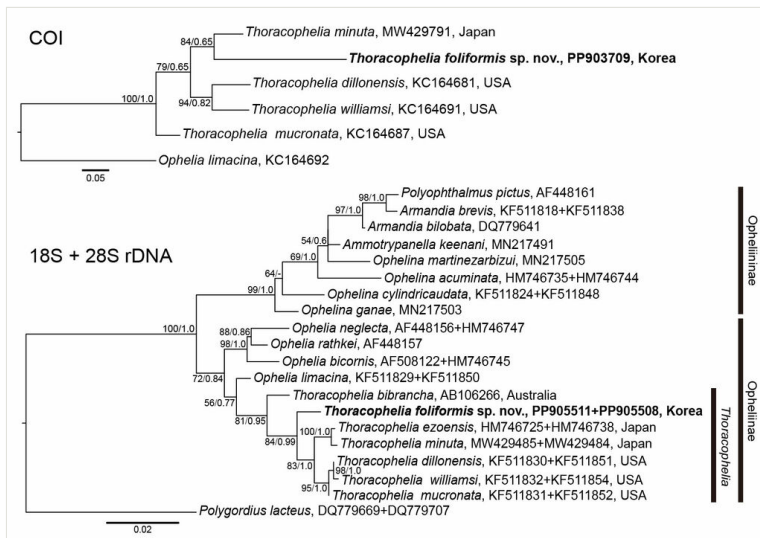 COI
84/0.65
Thoracophelia minuta, MW429791, Japan
79/0.65
Thoracophelia foliformis sp. nov., PP903709, Korea
100/1.0
Thoracophelia dillonensis, KC164681, USA
94/0.82
Thoracophelia williamsi, KC164691, USA
Thoracophelia mucronata, KC164687, USA
Ophelia limacina, KC164692
0.05
18S + 28S rDNA
98/1.0
Polyophthalmus pictus, AF448161
97/1.0
Armandia brevis, KF511818+KF511838
Armandia bilobata, DQ779641
54/0.6
Ammotrypanella keenani, MN217491
69/1.0
Ophelina martinezarbizui, MN217505
64/-
Ophelina acuminata, HM746735+HM746744
99/1.0
Ophelina cylindricaudata, KF511824+KF511848
Ophelina ganae, MN217503
Opheliininae
100/1.0
88/0.86
Ophelia neglecta, AF448156+HM746747
98/1.0
Ophelia rathkei, AF448157
Ophelia bicornis, AF508122+HM746745
72/0.84
Ophelia limacina, KF511829+KF511850
56/0.77
Thoracophelia bibrancha, AB106266, Australia
81/0.95
Thoracophelia foliformis sp. nov., PP905511+PP905508, Korea
84/0.99
Thoracophelia ezoensis, HM746725+HM746738, Japan
100/1.0
Thoracophelia minuta, MW429485+MW429484, Japan
83/1.0
Thoracophelia dillonensis, KF511830+KF511851, USA
98/1.0
Thoracophelia williamsi, KF511832+KF511854, USA
95/1.0
Thoracophelia mucronata, KF511831+KF511852, USA
Thoracophelia
Opheliinae
Polygordius lacteus, DQ779669+DQ779707
0.02